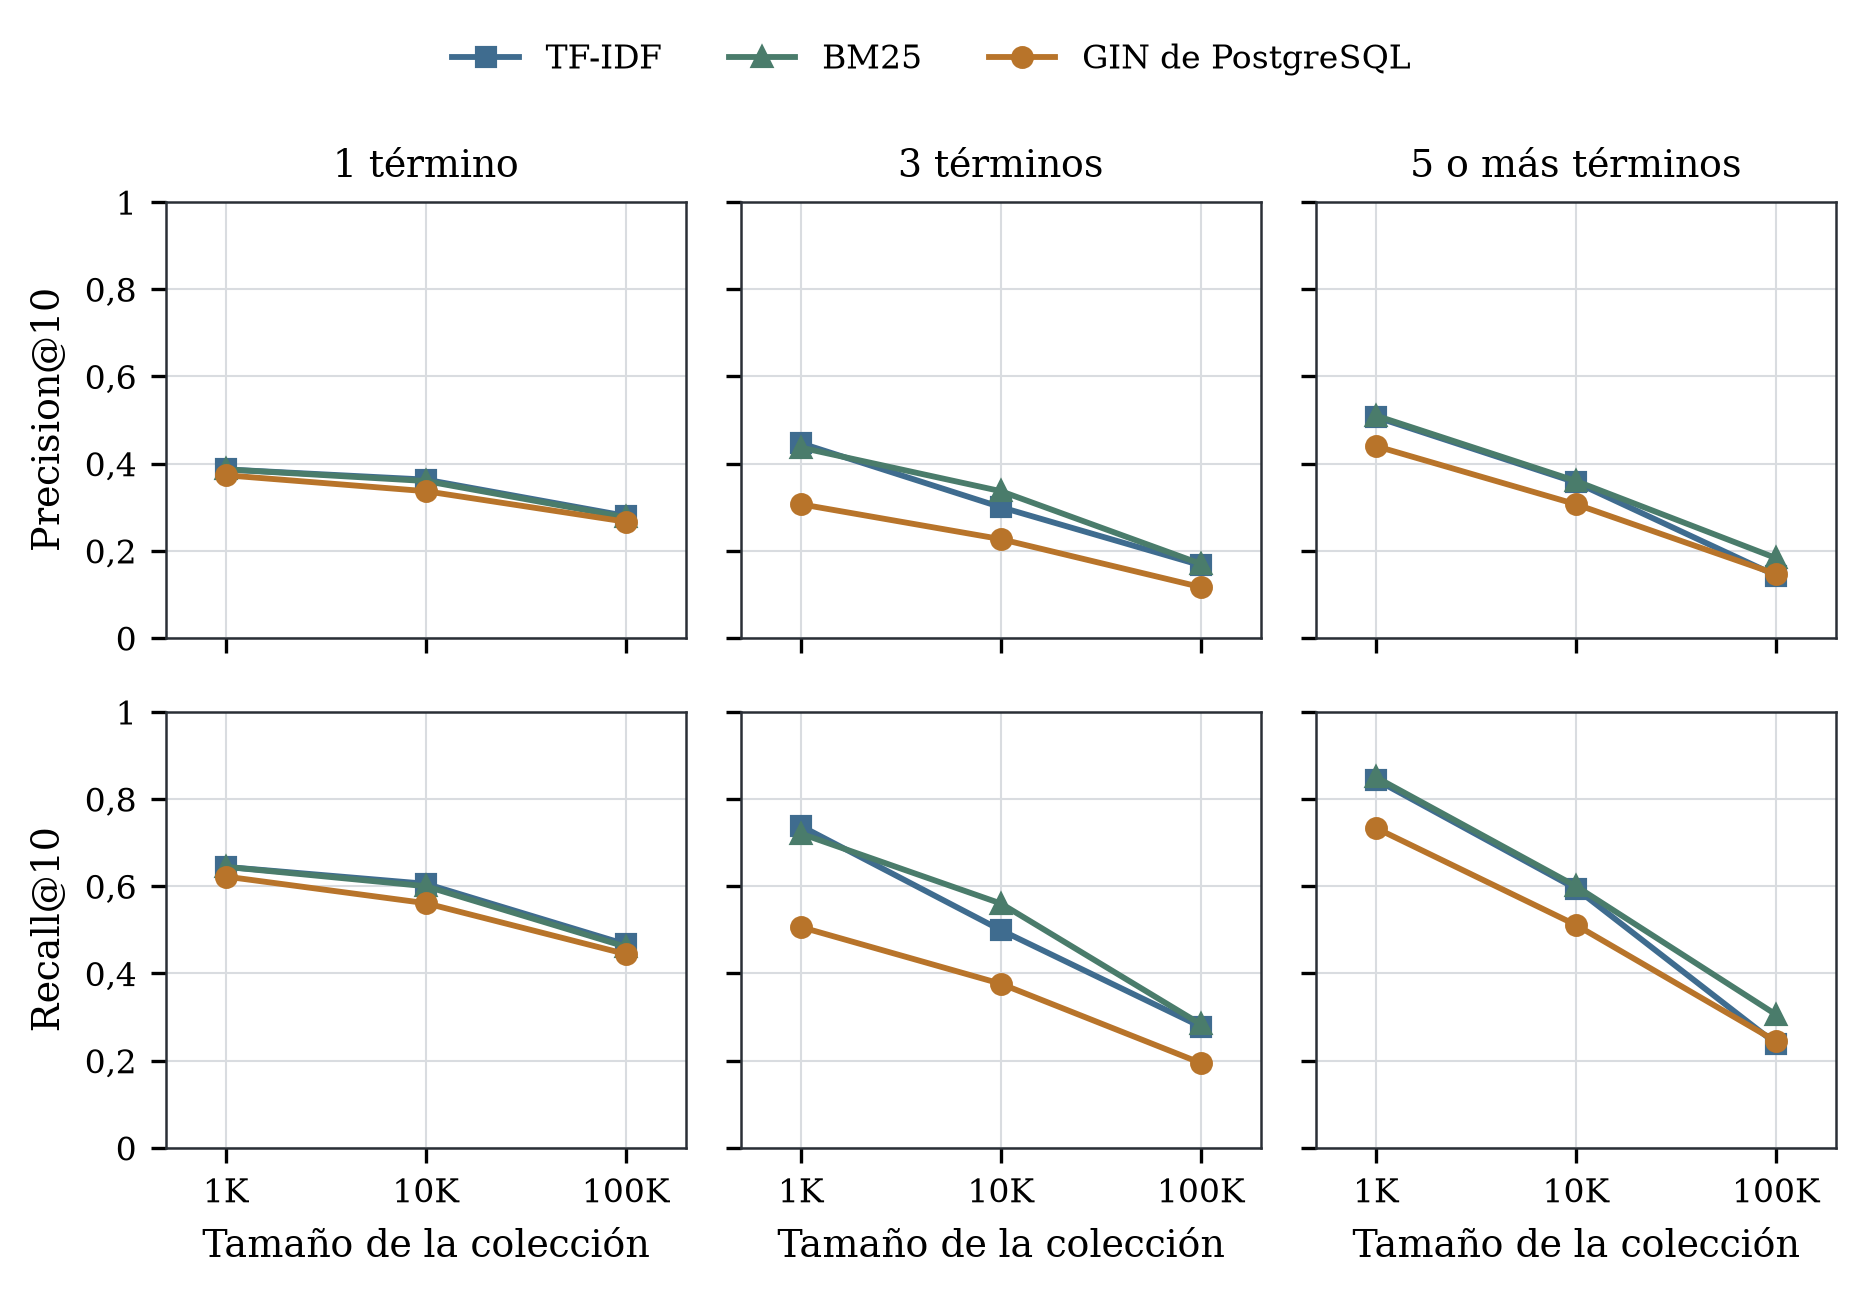 TF-IDF BM25 GIN de PostgreSQL
1 término 3 términos 5 o más términos
Precision@10
1
0,8
0,6
0,4
0,2
0
Recall@10
1
0,8
0,6
0,4
0,2
0
1K 10K 100K 1K 10K 100K 1K 10K 100K
Tamaño de la colección Tamaño de la colección Tamaño de la colección